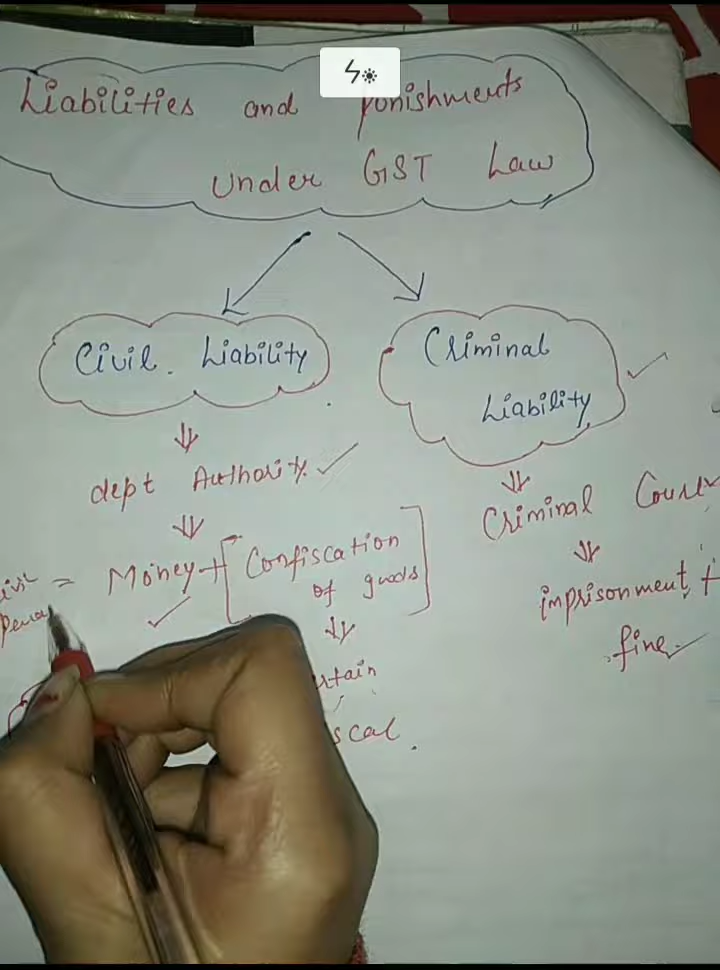 Liabilities and Punishments
Under GST Law
Civil. Liability
Criminal
Liability
dept Authority
Criminal Court
= Money + [Confiscation
of goods]
imprisonment +
fine